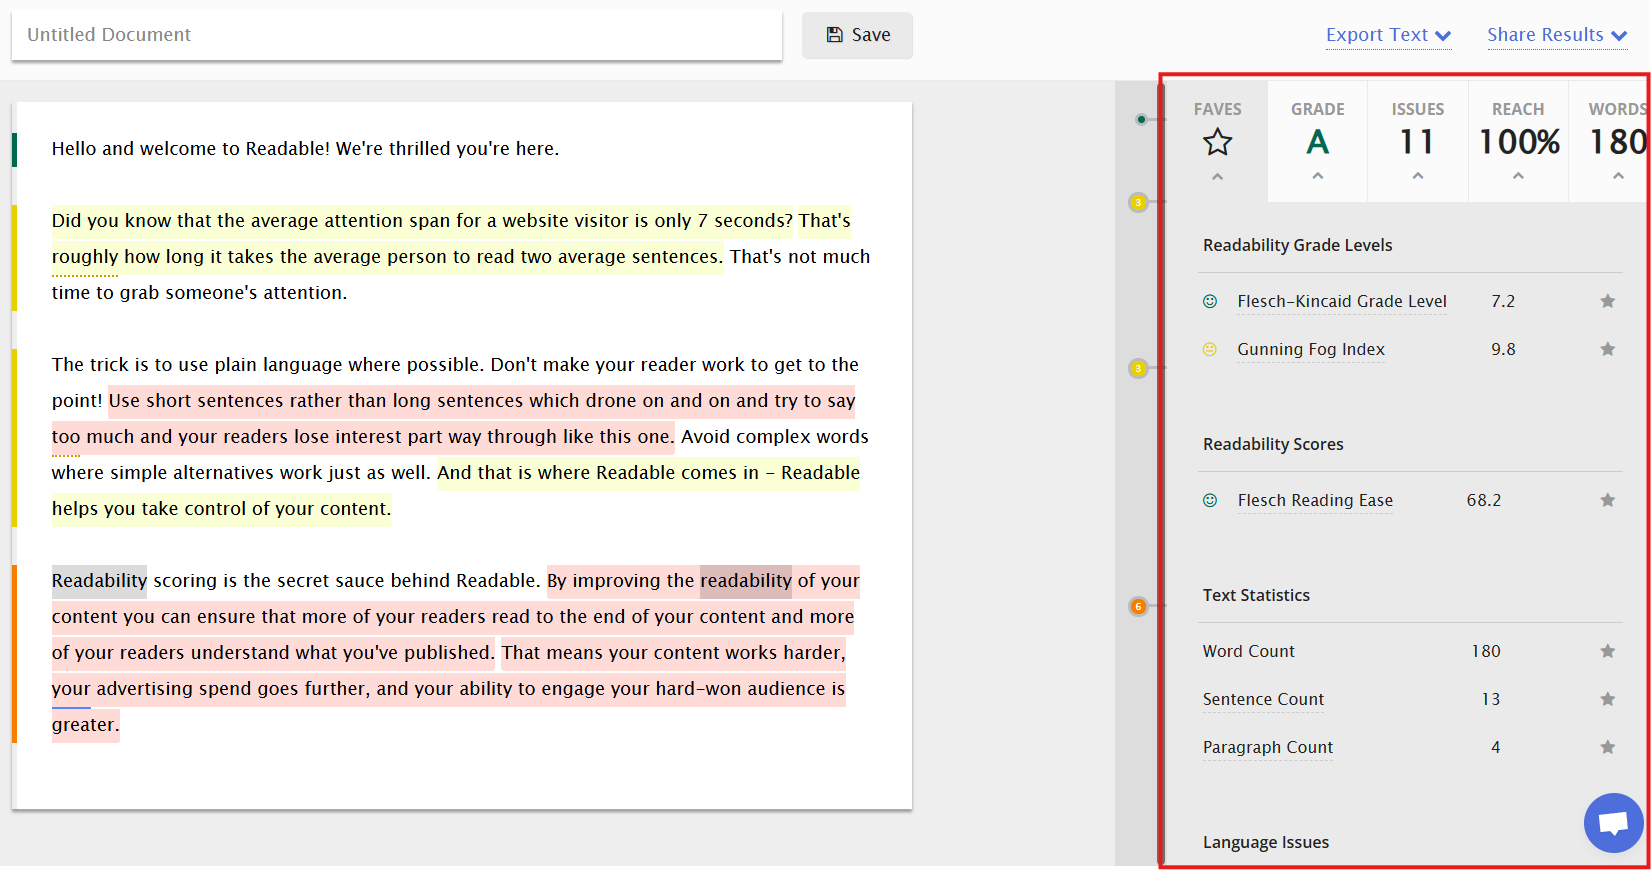 Untitled Document
Save
Export Text
Share Results
Hello and welcome to Readable! We're thrilled you're here.
Did you know that the average attention span for a website visitor is only 7 seconds? That's
roughly how long it takes the average person to read two average sentences. That's not much
time to grab someone's attention.
The trick is to use plain language where possible. Don't make your reader work to get to the
point! Use short sentences rather than long sentences which drone on and on and try to say
too much and your readers lose interest part way through like this one. Avoid complex words
where simple alternatives work just as well. And that is where Readable comes in – Readable
helps you take control of your content.
Readability scoring is the secret sauce behind Readable. By improving the readability of your
content you can ensure that more of your readers read to the end of your content and more
of your readers understand what you've published. That means your content works harder,
your advertising spend goes further, and your ability to engage your hard-won audience is
greater.
3
3
6
FAVES GRADE ISSUES REACH WORDS
A 11 100% 180
Readability Grade Levels
Flesch-Kincaid Grade Level 7.2
Gunning Fog Index 9.8
Readability Scores
Flesch Reading Ease 68.2
Text Statistics
Word Count 180
Sentence Count 13
Paragraph Count 4
Language Issues